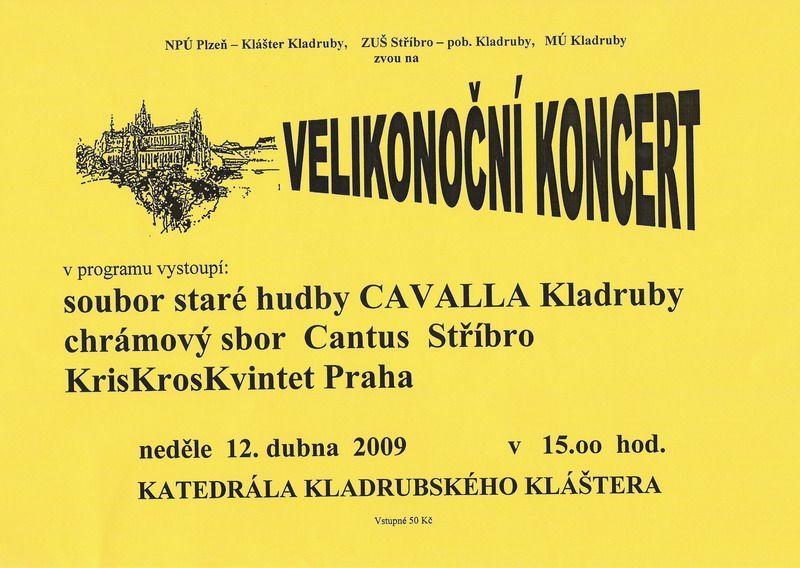 NPÚ Plzeň – Klášter Kladruby, ZUŠ Stříbro – pob. Kladruby, MÚ Kladruby
zvou na
VELIKONOČNÍ KONCERT
v programu vystoupí:
soubor staré hudby CAVALLA Kladruby
chrámový sbor Cantus Stříbro
KrisKrosKvintet Praha
neděle 12. dubna 2009 v 15.oo hod.
KATEDRÁLA KLADRUBSKÉHO KLÁŠTERA
Vstupné 50 Kč